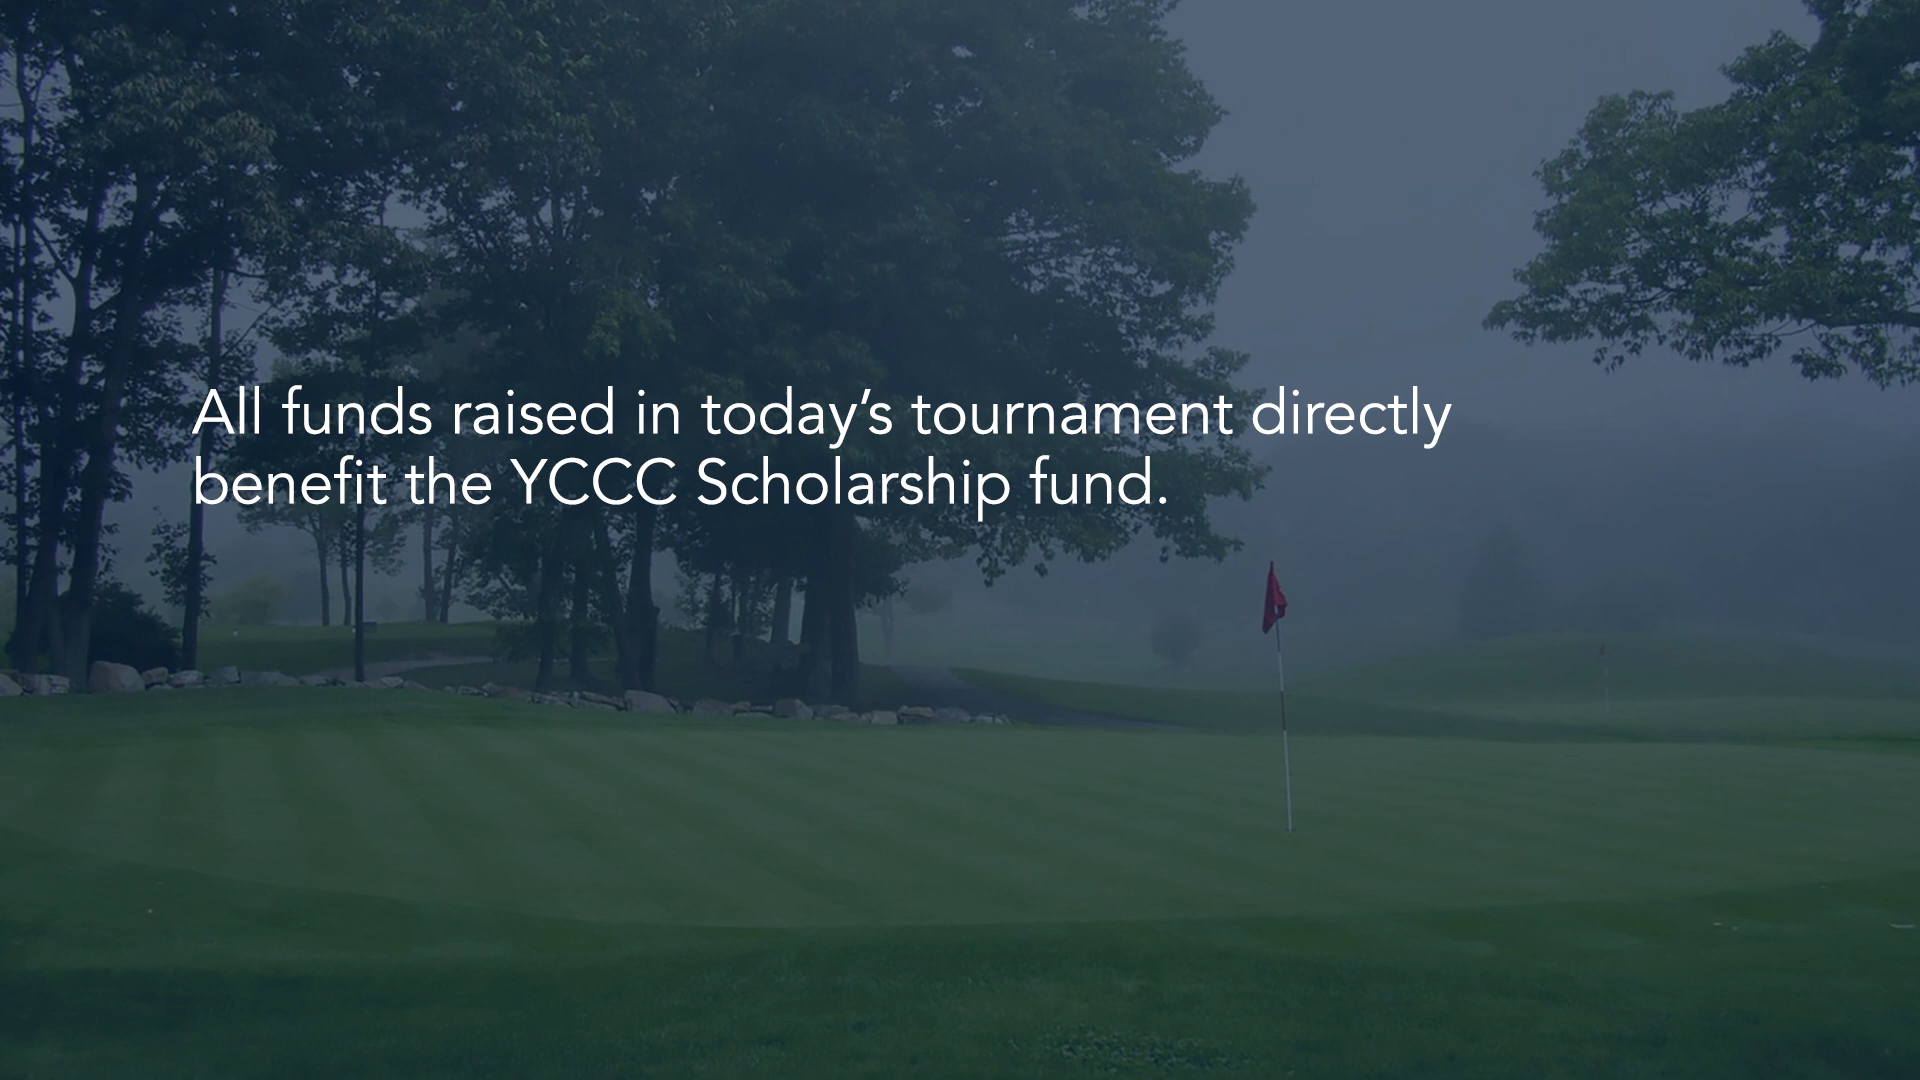 All funds raised in today’s tournament directly
benefit the YCCC Scholarship fund.